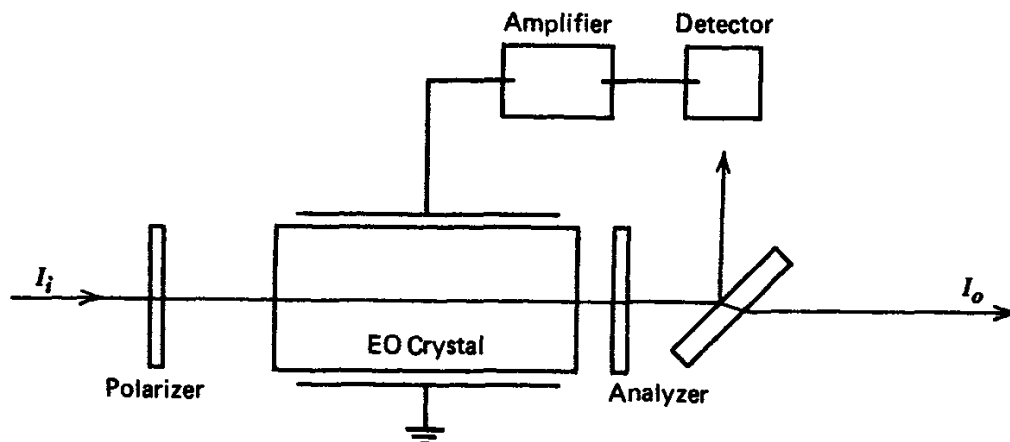 Amplifier Detector
I_i I_o
EO Crystal
Polarizer Analyzer